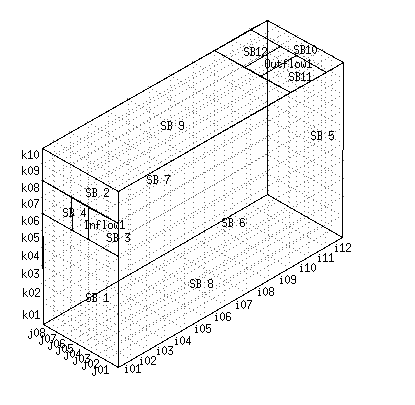 SB12
SB10
Outflow1
SB11
SB 9
SB 5
k10
k09
SB 7
k08
SB 2
k07
SB 4
k06
Inflow1
SB 6
k05
SB 3
i12
k04
i11
i10
k03
i09
SB 8
i08
k02
SB 1
i07
i06
k01
i05
j08
i04
j07
j06
i03
j05
j04
i02
j03
j02
i01
j01